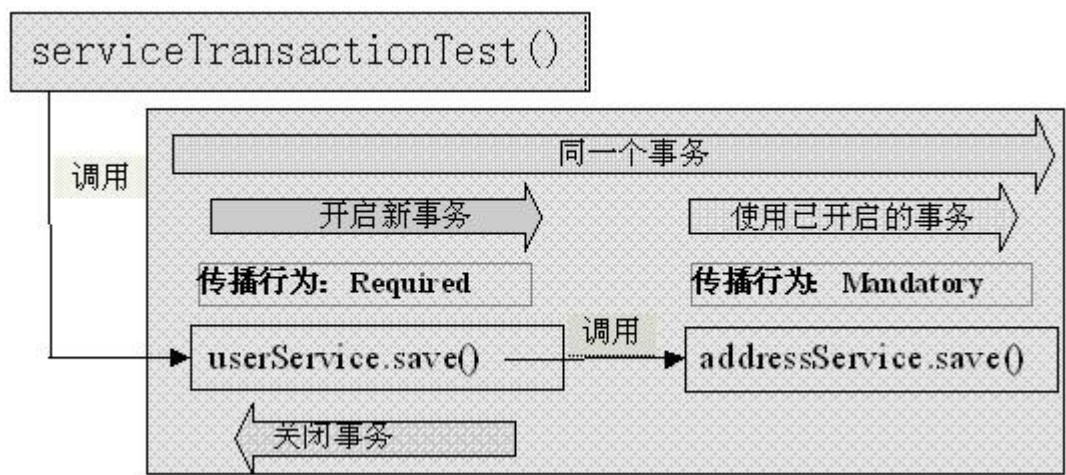 serviceTransactionTest()
调用
同一个事务
开启新事务
使用已开启的事务
传播行为: Required
传播行为: Mandatory
调用
userService.save()
addressService.save()
关闭事务